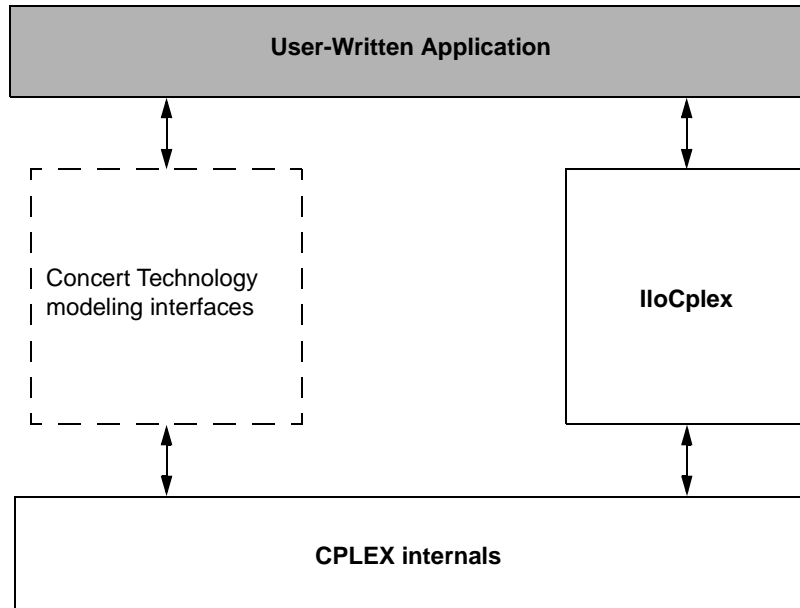 User-Written Application
Concert Technology
modeling interfaces
IloCplex
CPLEX internals